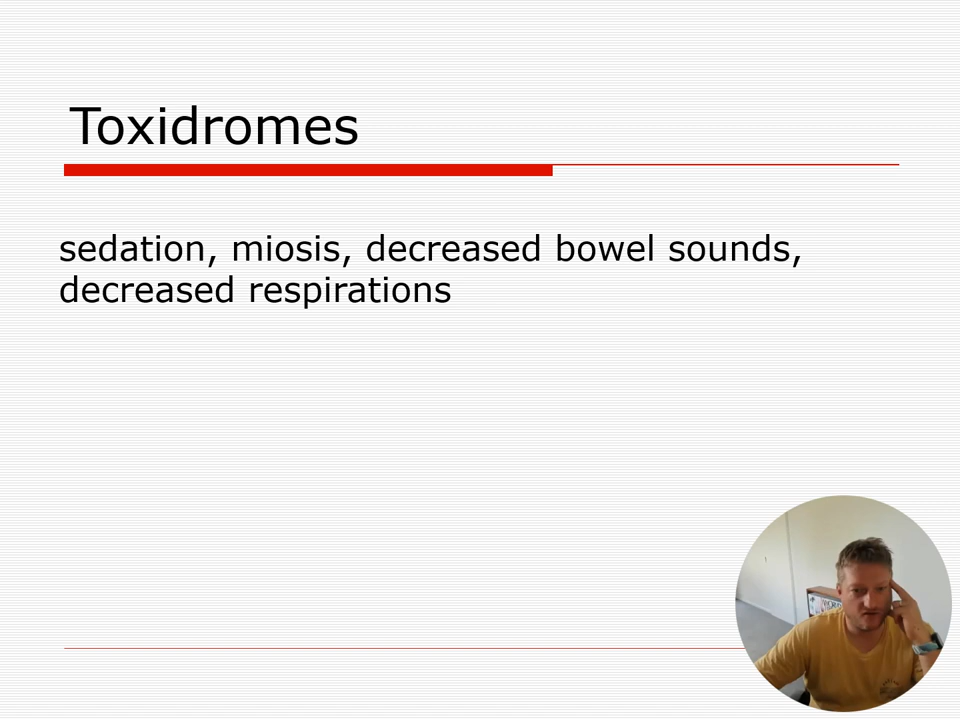 Toxidromes
sedation, miosis, decreased bowel sounds,
decreased respirations